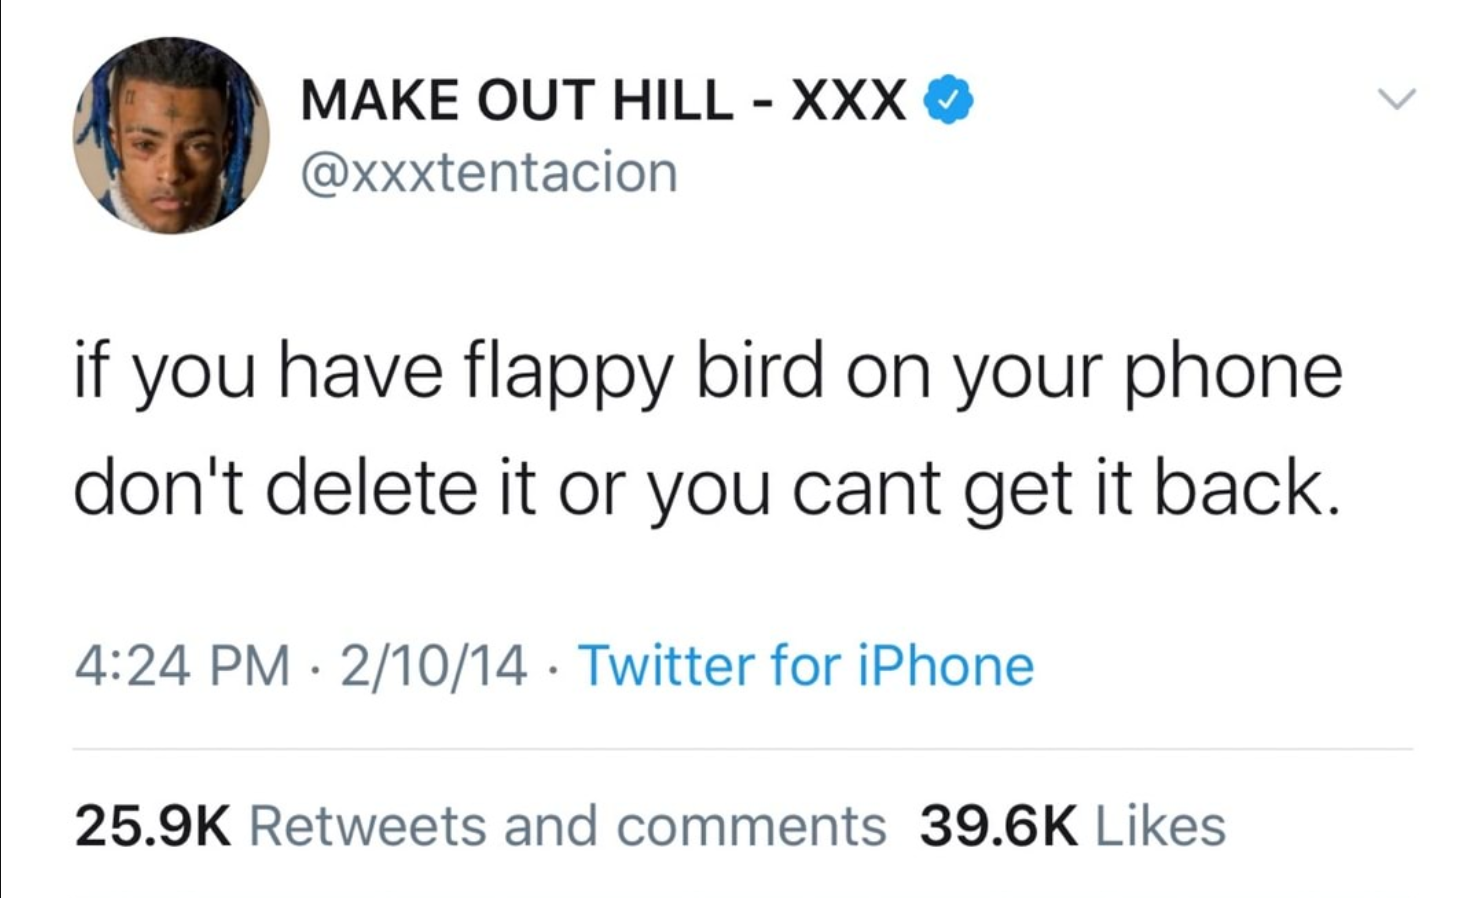 MAKE OUT HILL - XXX
@xxxtentacion
if you have flappy bird on your phone
don't delete it or you cant get it back.
4:24 PM · 2/10/14 · Twitter for iPhone
25.9K Retweets and comments 39.6K Likes